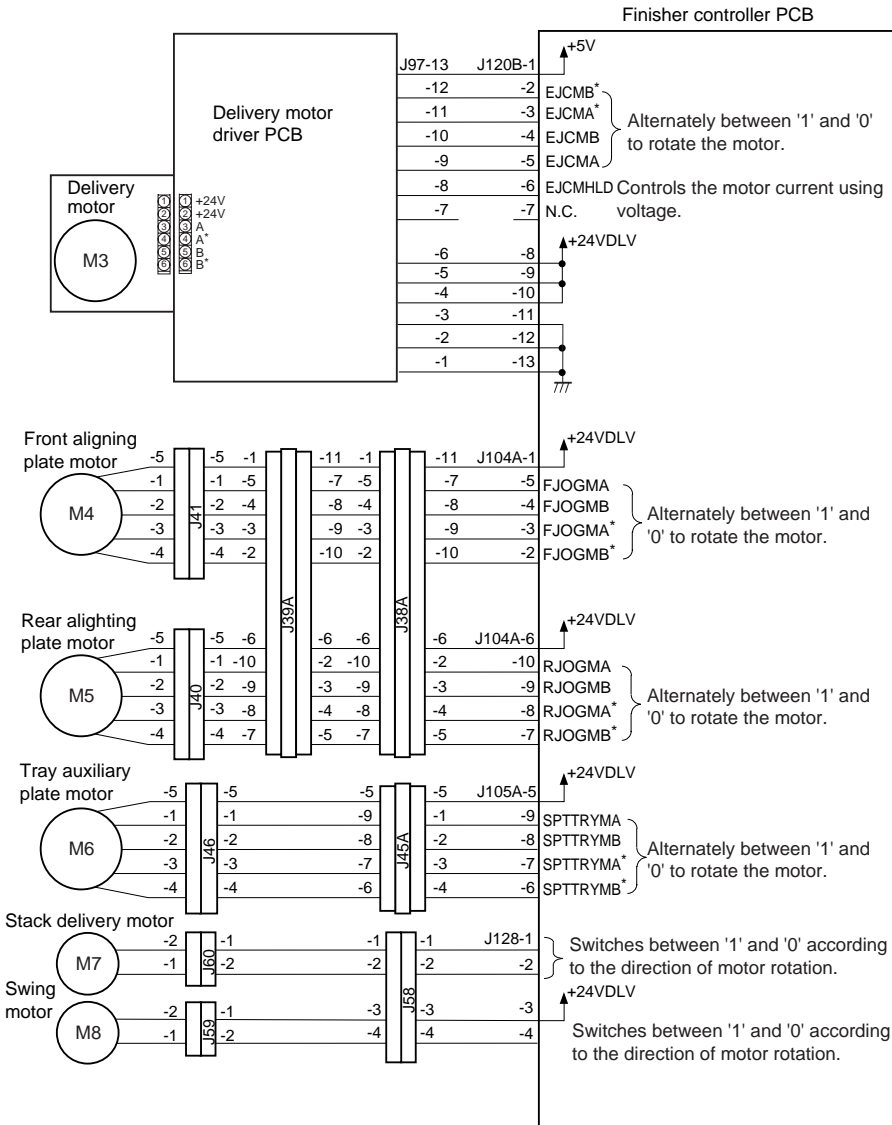 Finisher controller PCB
+5V
J97-13 J120B-1
-12 -2 EJCMB*
-11 -3 EJCMA*
-10 -4 EJCMB
-9 -5 EJCMA
Alternately between '1' and '0'
to rotate the motor.
-8 -6 EJCMHLD Controls the motor current using
voltage.
-7 -7 N.C.
Delivery motor
driver PCB
Delivery
motor
M3
1 1 +24V
2 2 +24V
3 3 A
4 4 A*
5 5 B
6 6 B*
+24VDLV
-6 -8
-5 -9
-4 -10
-3 -11
-2 -12
-1 -13
Front aligning
plate motor
M4
J41
J39A
J38A
+24VDLV
-5 -5 -1 -11 -1 -11 J104A-1
-1 -1 -5 -7 -5 -7 -5 FJOGMA
-2 -2 -4 -8 -4 -8 -4 FJOGMB
-3 -3 -3 -9 -3 -9 -3 FJOGMA*
-4 -4 -2 -10 -2 -10 -2 FJOGMB*
Alternately between '1' and
'0' to rotate the motor.
Rear alighting
plate motor
M5
J40
+24VDLV
-5 -5 -6 -6 -6 -6 J104A-6
-1 -1 -10 -2 -10 -2 -10 RJOGMA
-2 -2 -9 -3 -9 -3 -9 RJOGMB
-3 -3 -8 -4 -8 -4 -8 RJOGMA*
-4 -4 -7 -5 -7 -5 -7 RJOGMB*
Alternately between '1' and
'0' to rotate the motor.
Tray auxiliary
plate motor
M6
J46
J45A
+24VDLV
-5 -5 -5 -5 J105A-5
-1 -1 -9 -1 -9 SPTTRYMA
-2 -2 -8 -2 -8 SPTTRYMB
-3 -3 -7 -3 -7 SPTTRYMA*
-4 -4 -6 -4 -6 SPTTRYMB*
Alternately between '1' and
'0' to rotate the motor.
Stack delivery motor
M7
J60
J58
-2 -1 -1 -1 J128-1
-1 -2 -2 -2 -2
Switches between '1' and '0' according
to the direction of motor rotation.
Swing
motor
M8
J59
+24VDLV
-2 -1 -3 -3 -3
-1 -2 -4 -4 -4
Switches between '1' and '0' according
to the direction of motor rotation.